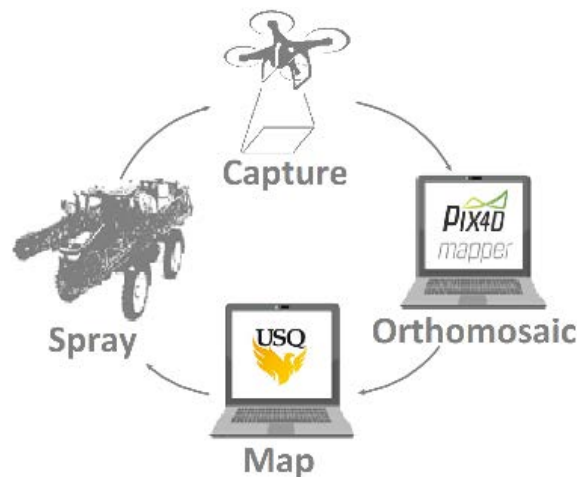 Capture
PIX4D
mapper
Orthomosaic
USQ
Map
Spray